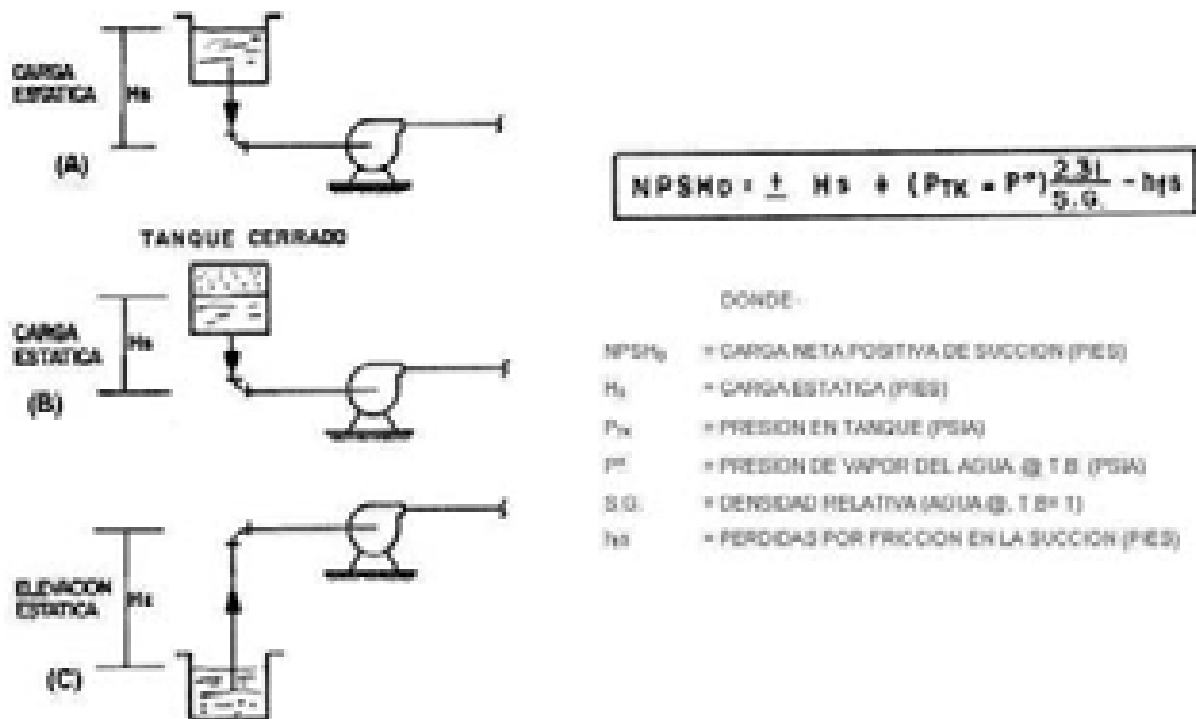 CARGA
ESTATICA
Hs
(A)
TANQUE CERRADO
CARGA
ESTATICA
Hs
(B)
ELEVACION
ESTATICA
Hs
(C)
NPSHD = ± Hs + (PTK - P°) 2.31/S.G. - hfs
DONDE:
NPSHD = CARGA NETA POSITIVA DE SUCCION (PIES)
Hs = CARGA ESTATICA (PIES)
PTK = PRESION EN TANQUE (PSIA)
P° = PRESION DE VAPOR DEL AGUA @ T.B. (PSIA)
S.G. = DENSIDAD RELATIVA (AGUA @, T.B= 1)
hfs = PERDIDAS POR FRICCION EN LA SUCCION (PIES)